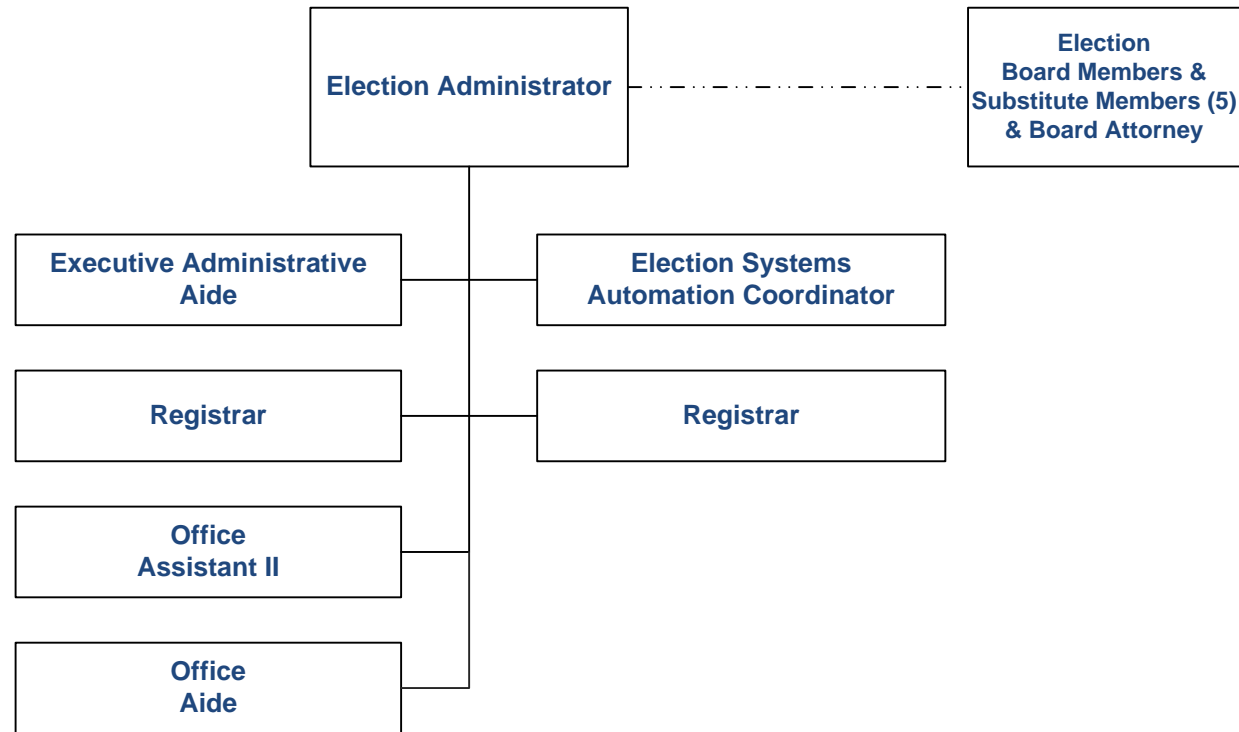 Election Administrator
Election
Board Members &
Substitute Members (5)
& Board Attorney
Executive Administrative
Aide
Election Systems
Automation Coordinator
Registrar
Registrar
Office
Assistant II
Office
Aide